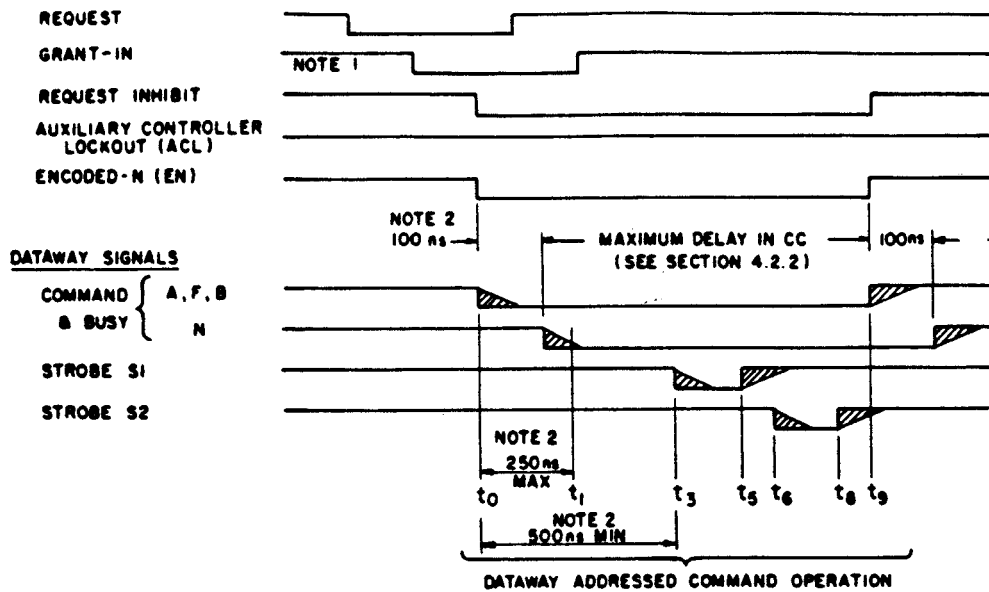 REQUEST
GRANT-IN
NOTE 1
REQUEST INHIBIT
AUXILIARY CONTROLLER
LOCKOUT (ACL)
ENCODED-N (EN)
NOTE 2
100 ns
MAXIMUM DELAY IN CC
(SEE SECTION 4.2.2)
100ns
DATAWAY SIGNALS
COMMAND & BUSY
A, F, B
N
STROBE S1
STROBE S2
NOTE 2
250ns
MAX
t0
t1
t3
t5
t6
t8
t9
NOTE 2
500ns MIN
DATAWAY ADDRESSED COMMAND OPERATION